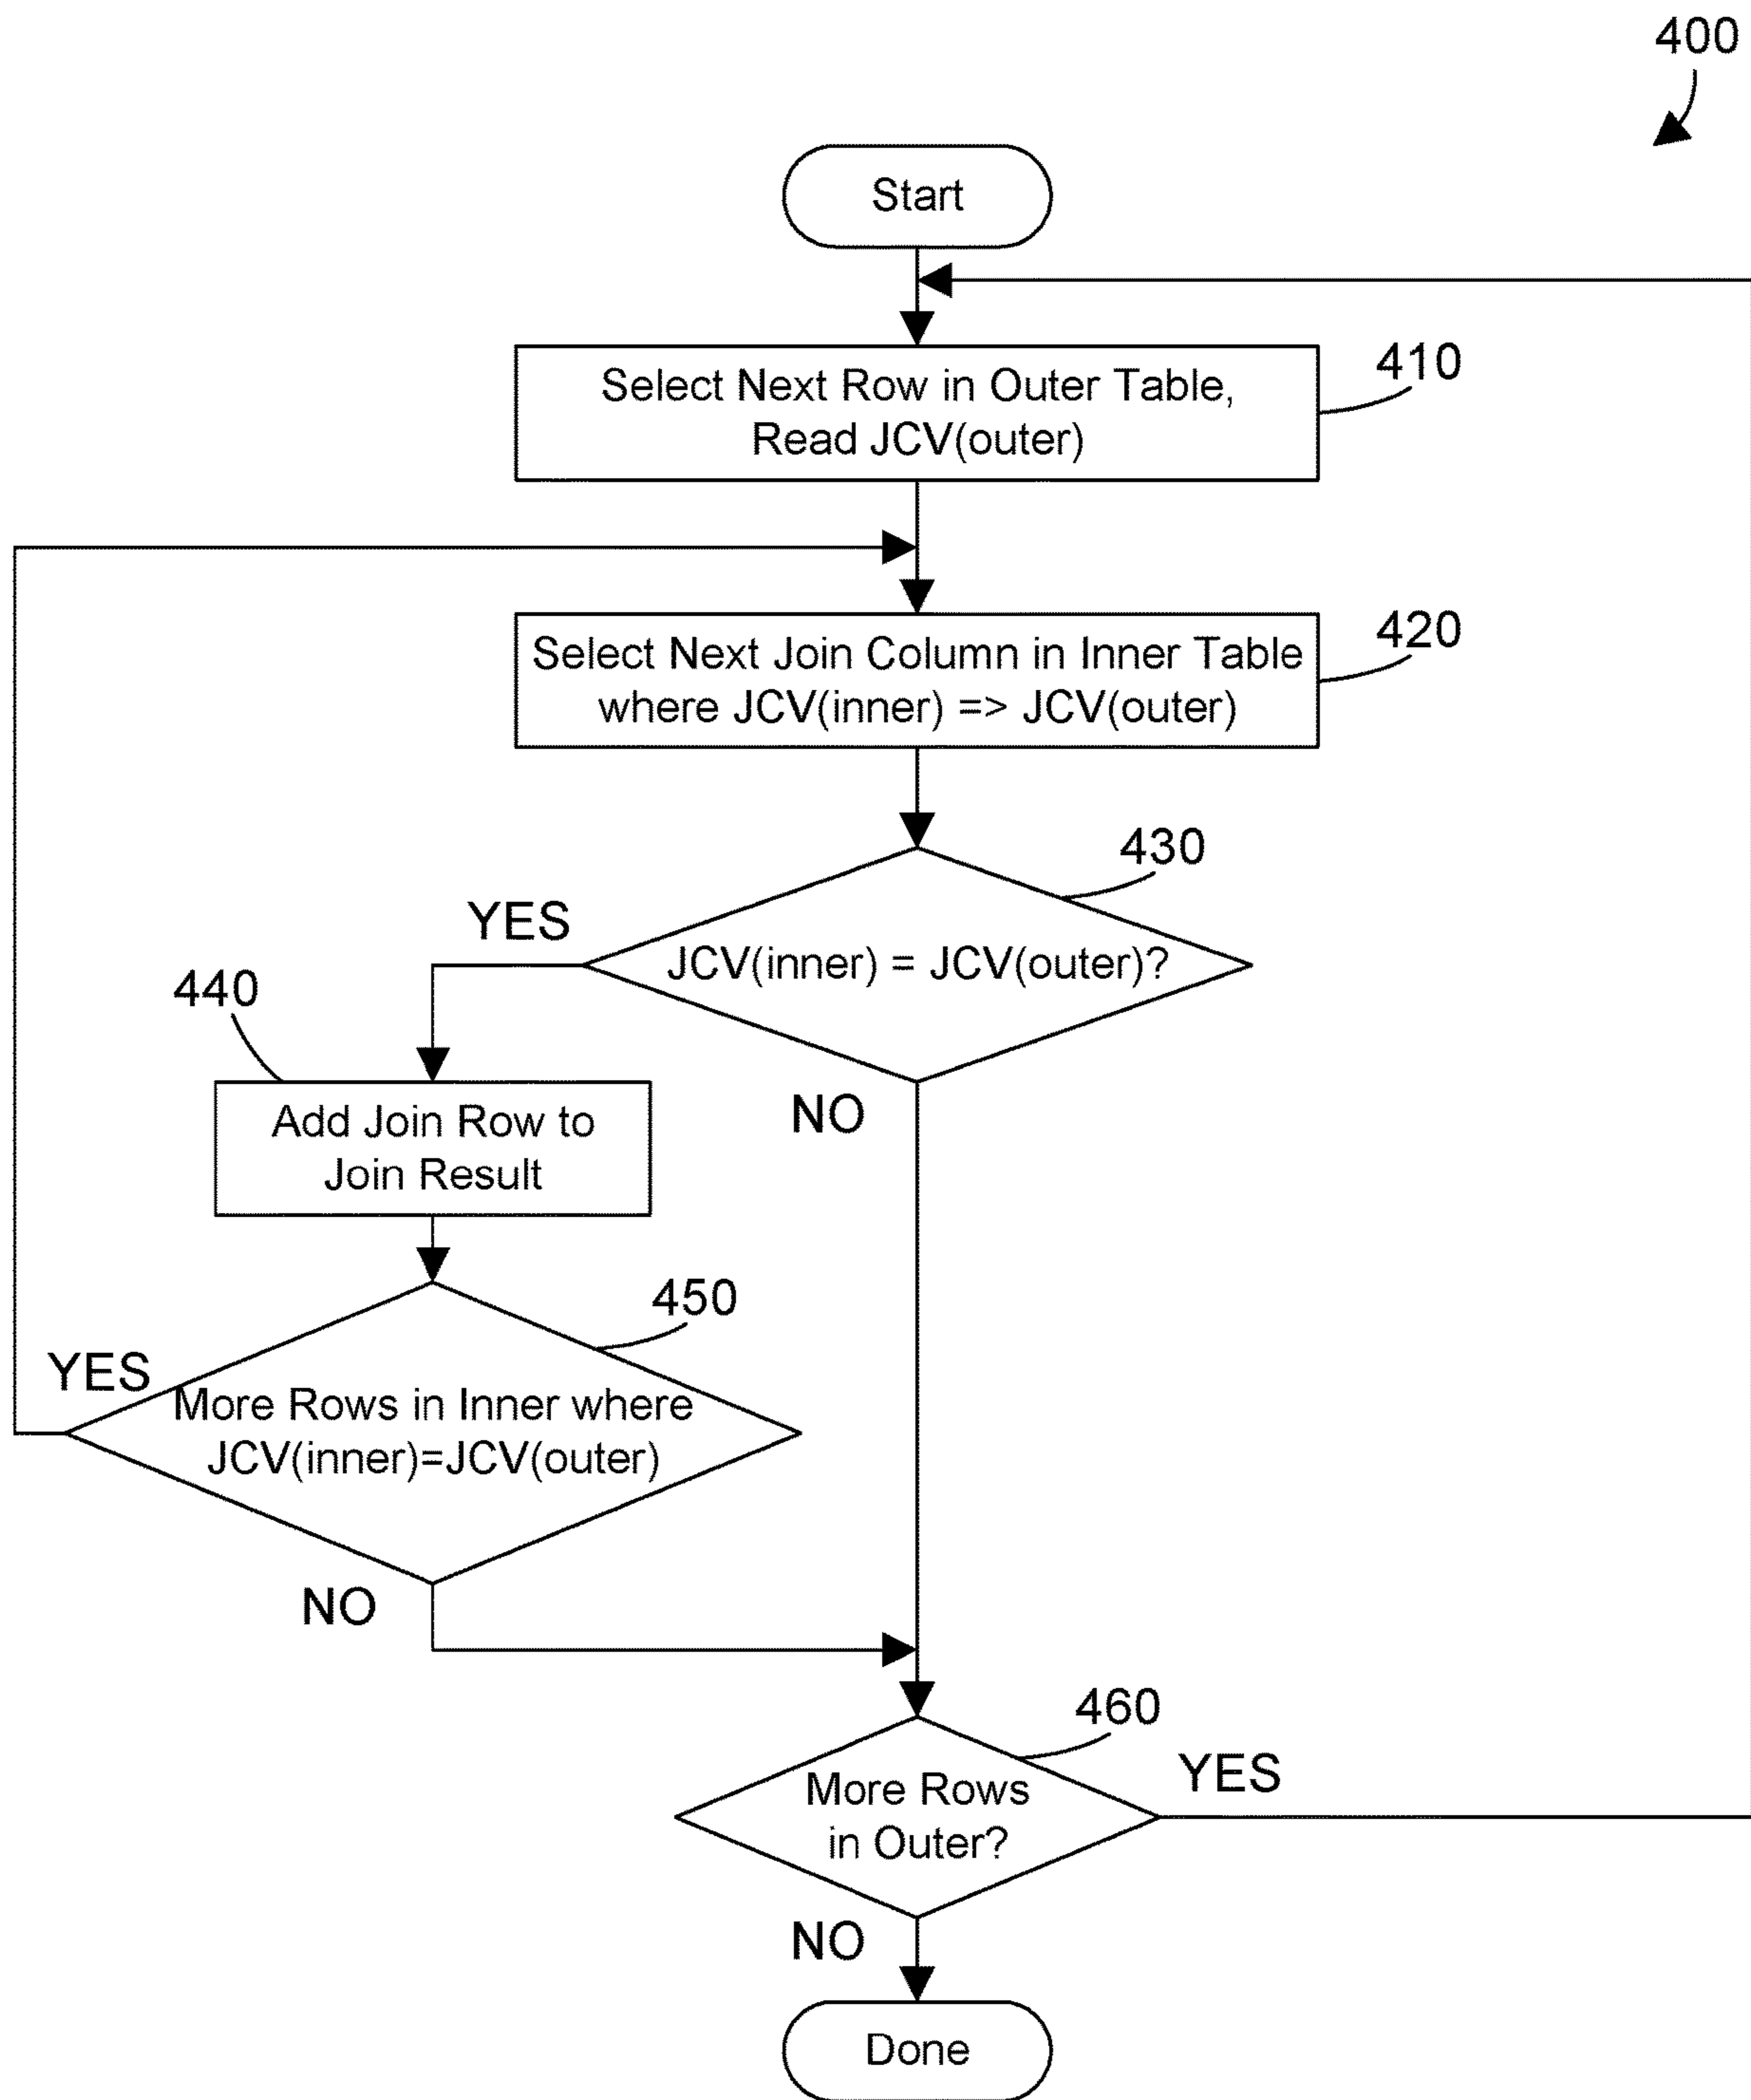 400
Start
Select Next Row in Outer Table,
Read JCV(outer)
410
Select Next Join Column in Inner Table
where JCV(inner) => JCV(outer)
420
430
YES
JCV(inner) = JCV(outer)?
440
NO
Add Join Row to
Join Result
450
YES
More Rows in Inner where
JCV(inner)=JCV(outer)
NO
460
YES
More Rows
in Outer?
NO
Done